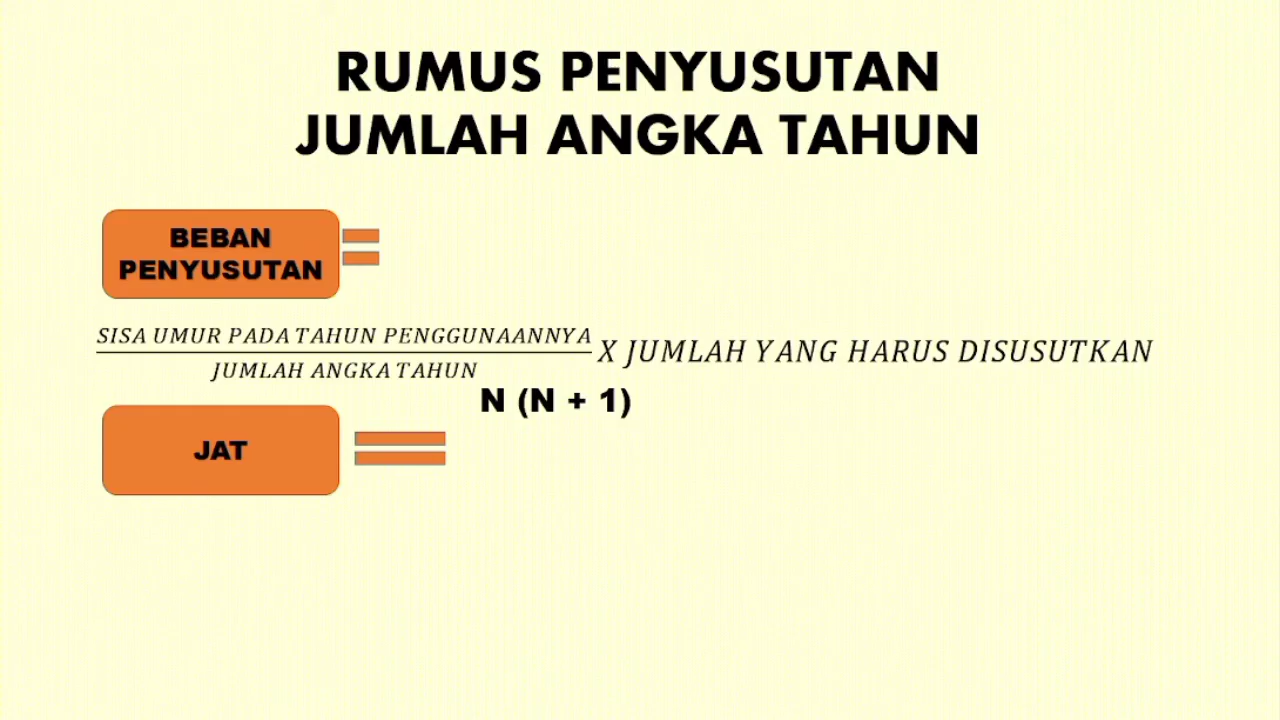 RUMUS PENYUSUTAN
JUMLAH ANGKA TAHUN
BEBAN
PENYUSUTAN
=
SISA UMUR PADA TAHUN PENGGUNAANNYA
JUMLAH ANGKA TAHUN
X JUMLAH YANG HARUS DISUSUTKAN
N (N + 1)
JAT
=